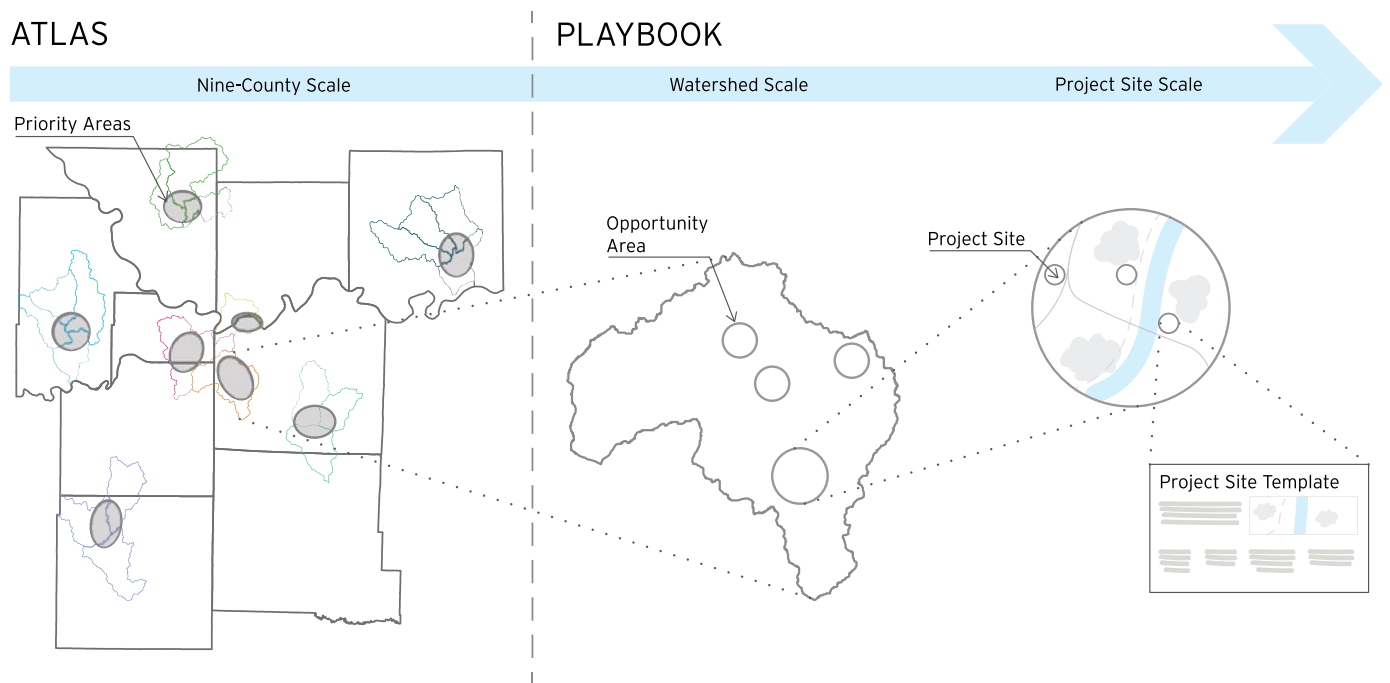 ATLAS
PLAYBOOK
Nine-County Scale
Watershed Scale
Project Site Scale
Priority Areas
Opportunity
Area
Project Site
Project Site Template